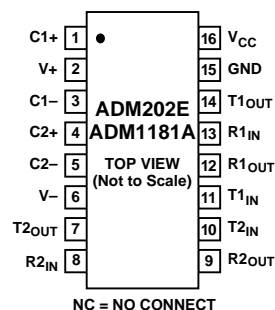 C1+ 1 16 VCC
V+ 2 15 GND
C1– 3 14 T1OUT
ADM202E
C2+ 4 13 R1IN
ADM1181A
C2– 5 12 R1OUT
TOP VIEW
(Not to Scale)
V– 6 11 T1IN
T2OUT 7 10 T2IN
R2IN 8 9 R2OUT
NC = NO CONNECT